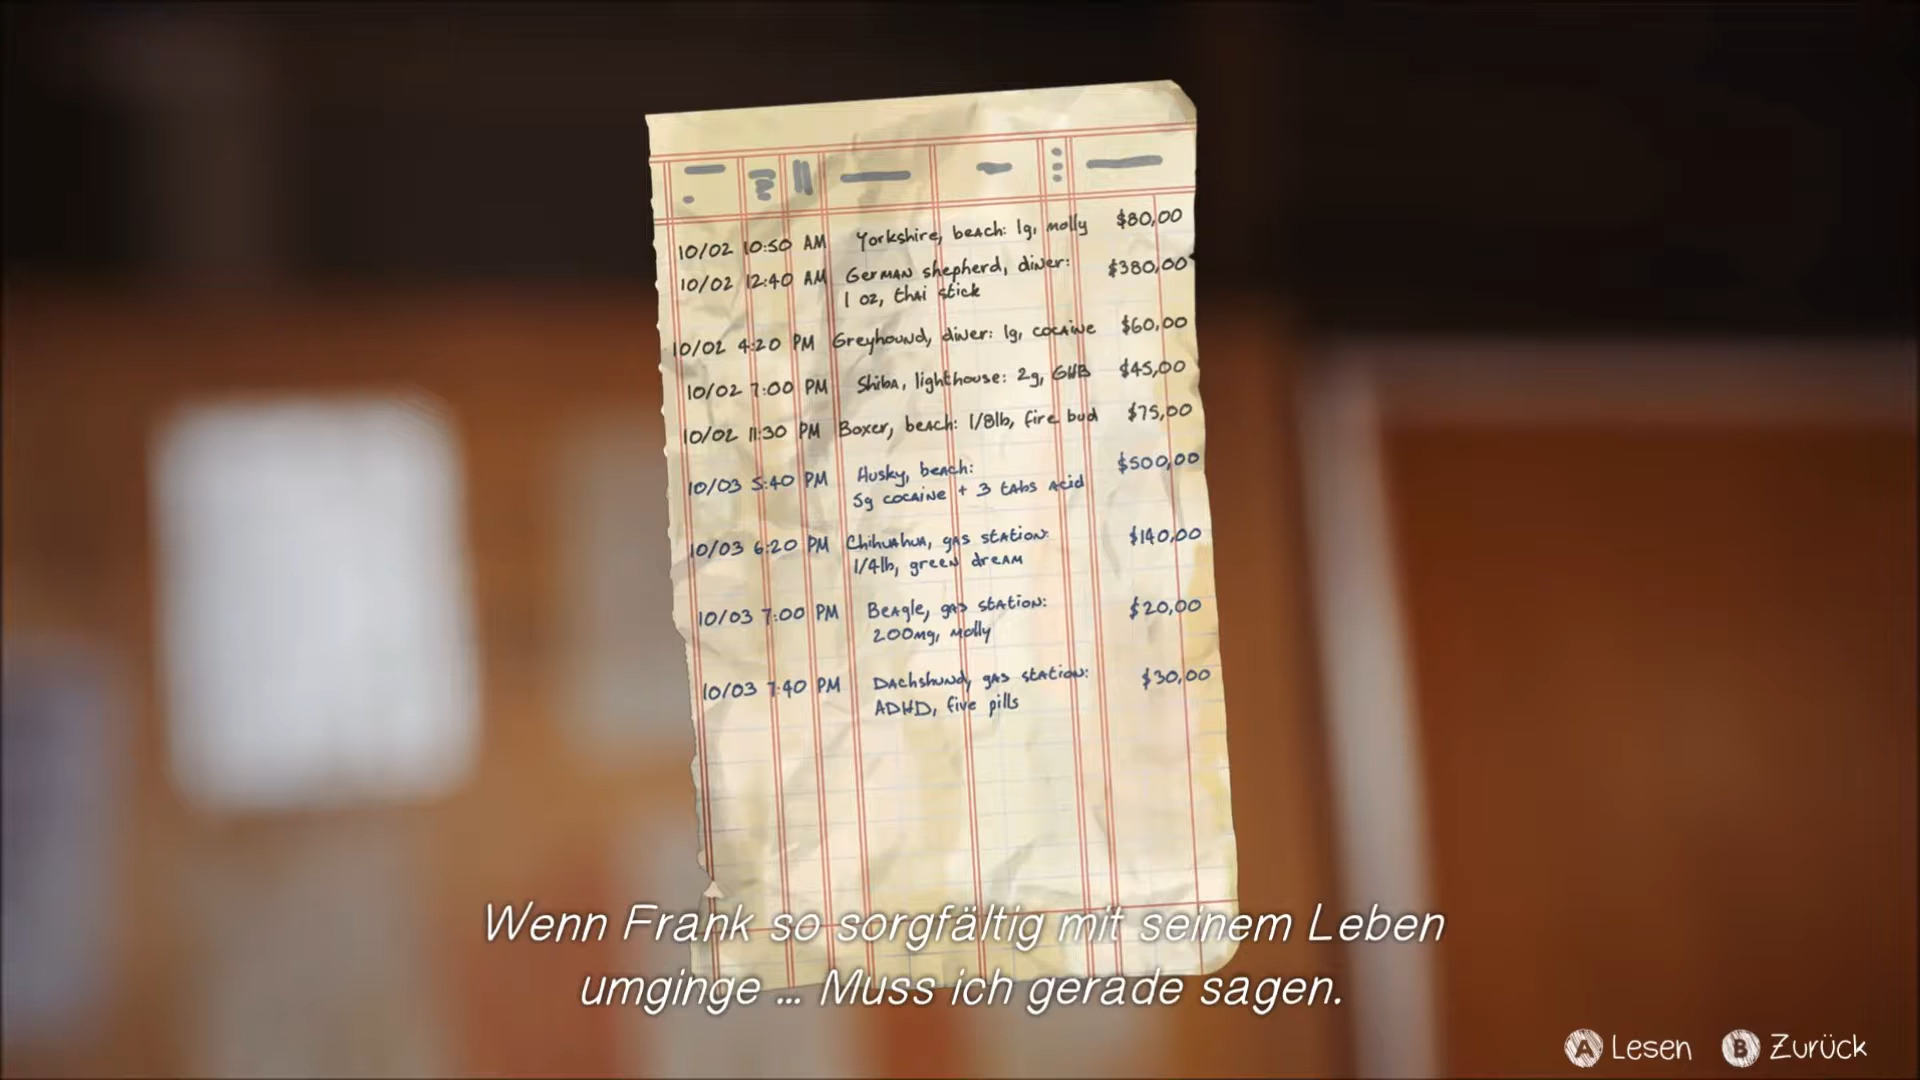 10/02 10:50 AM Yorkshire, beach: 1g, molly $80,00
10/02 12:40 AM German shepherd, diner: $380,00
1 oz, thai stick
10/02 4:20 PM Greyhound, diner: 1g, cocaine $60,00
10/02 7:00 PM Shiba, lighthouse: 2g, GHB $45,00
10/02 11:30 PM Boxer, beach: 1/8lb, fire bud $75,00
10/03 5:40 PM Husky, beach: $500,00
5g cocaine + 3 tabs acid
10/03 6:20 PM Chihuahua, gas station: $140,00
1/4lb, green dream
10/03 7:00 PM Beagle, gas station: $20,00
200mg, molly
10/03 7:40 PM Dachshund, gas station: $30,00
ADHD, five pills
Wenn Frank so sorgfältig mit seinem Leben
umginge ... Muss ich gerade sagen.
A Lesen B Zurück